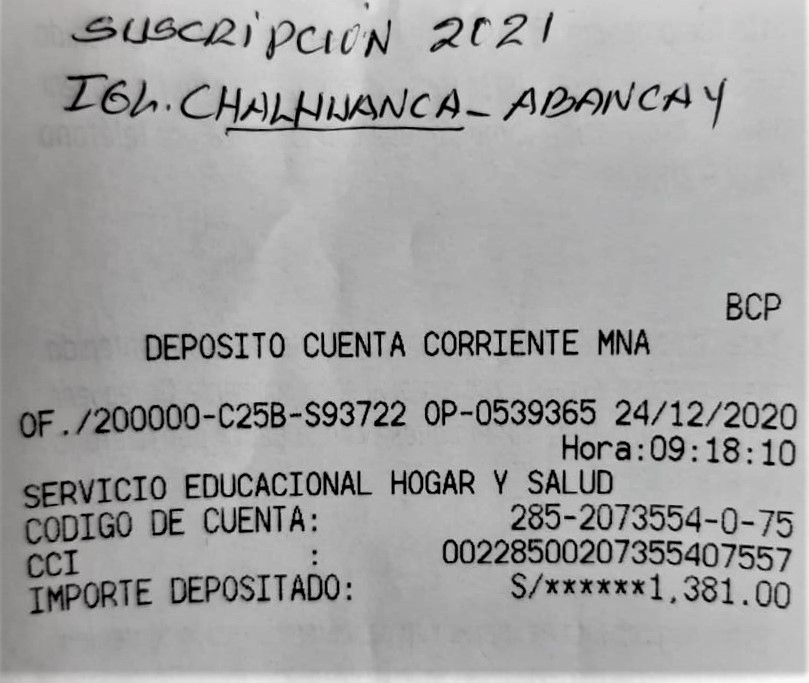 SUSCRIPCIÓN 2021
IGL. CHALHUANCA - ABANCAY
BCP
DEPOSITO CUENTA CORRIENTE MNA
OF./200000-C25B-S93722 OP-0539365 24/12/2020
Hora:09:18:10
SERVICIO EDUCACIONAL HOGAR Y SALUD
CODIGO DE CUENTA: 285-2073554-0-75
CCI : 00228500207355407557
IMPORTE DEPOSITADO: S/******1,381.00